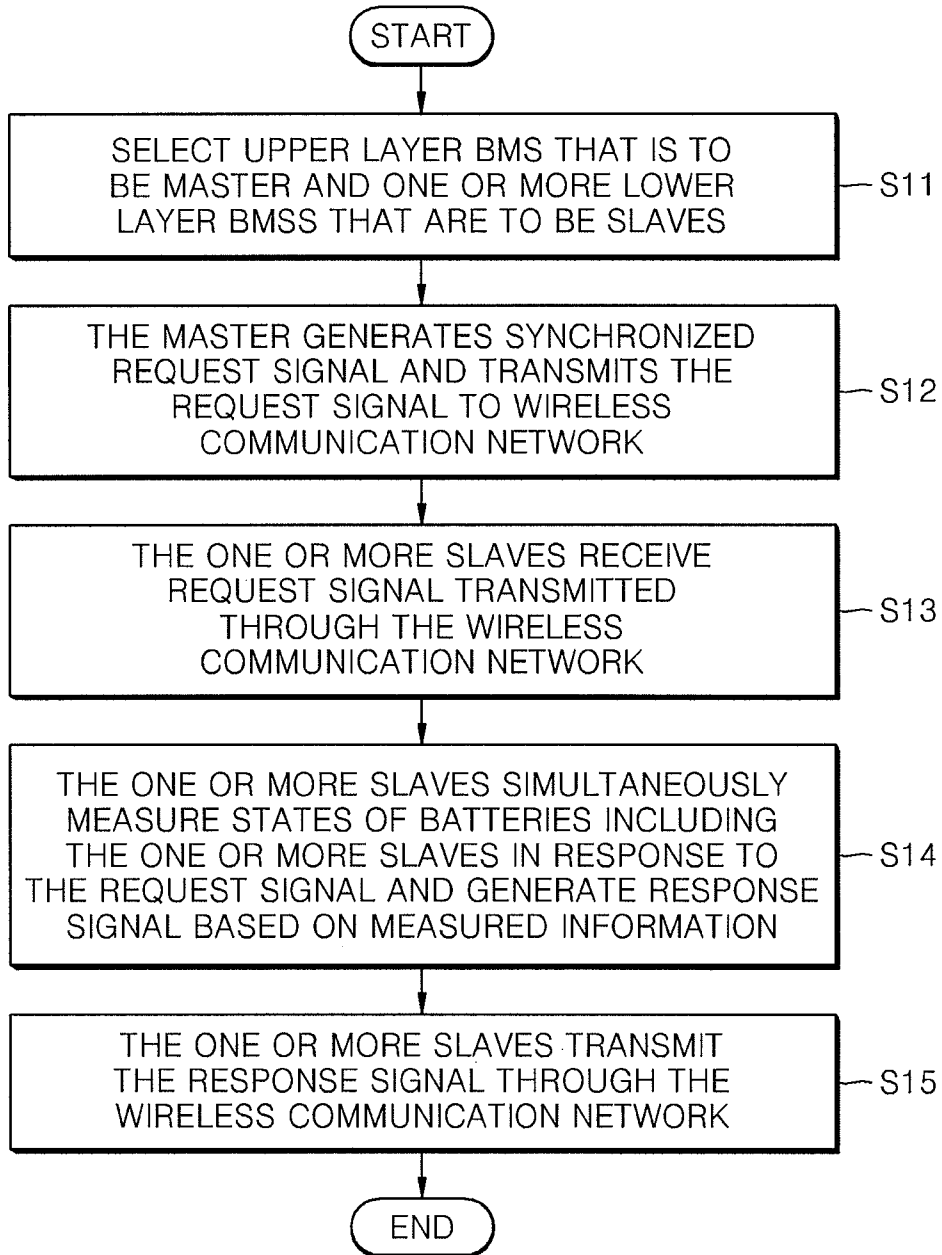 START
SELECT UPPER LAYER BMS THAT IS TO
BE MASTER AND ONE OR MORE LOWER
LAYER BMSS THAT ARE TO BE SLAVES
S11
THE MASTER GENERATES SYNCHRONIZED
REQUEST SIGNAL AND TRANSMITS THE
REQUEST SIGNAL TO WIRELESS
COMMUNICATION NETWORK
S12
THE ONE OR MORE SLAVES RECEIVE
REQUEST SIGNAL TRANSMITTED
THROUGH THE WIRELESS
COMMUNICATION NETWORK
S13
THE ONE OR MORE SLAVES SIMULTANEOUSLY
MEASURE STATES OF BATTERIES INCLUDING
THE ONE OR MORE SLAVES IN RESPONSE TO
THE REQUEST SIGNAL AND GENERATE RESPONSE
SIGNAL BASED ON MEASURED INFORMATION
S14
THE ONE OR MORE SLAVES TRANSMIT
THE RESPONSE SIGNAL THROUGH THE
WIRELESS COMMUNICATION NETWORK
S15
END